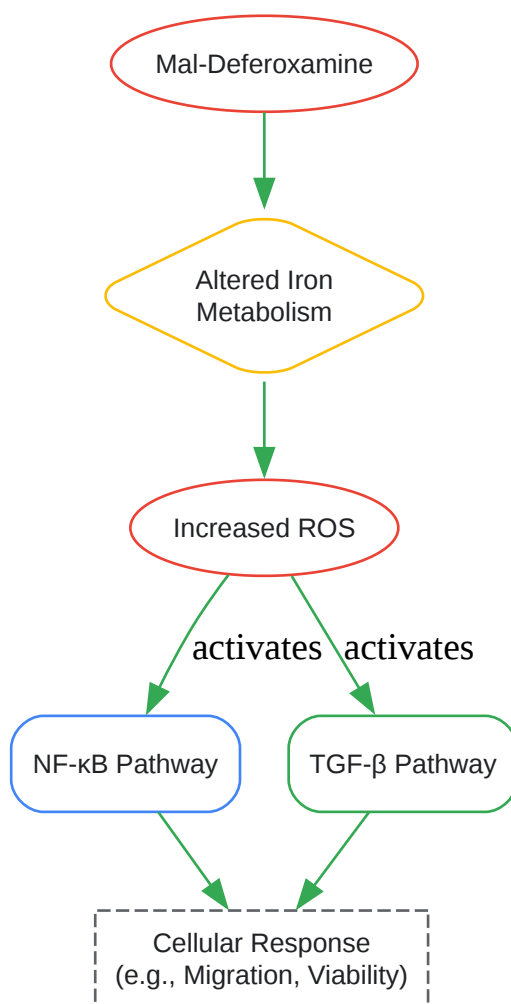 Mal-Deferoxamine
Altered Iron
Metabolism
Increased ROS
activates activates
NF-κB Pathway
TGF-β Pathway
Cellular Response
(e.g., Migration, Viability)